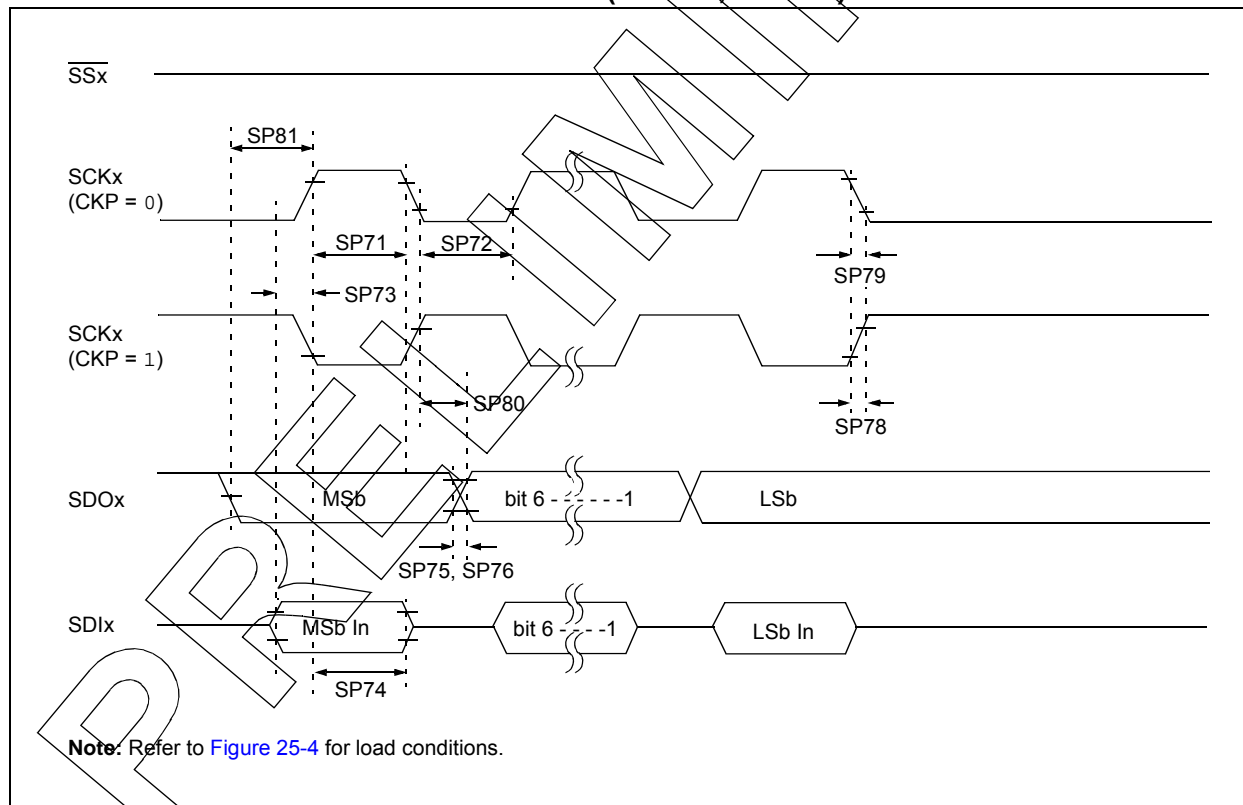 SSx
SP81
SCKx
(CKP = 0)
SP71
SP72
SP79
SP73
SCKx
(CKP = 1)
SP80
SP78
SDOx
MSb
bit 6 - - - - - -1
LSb
SP75, SP76
SDIx
MSb In
bit 6 - - - -1
LSb In
SP74
Note: Refer to Figure 25-4 for load conditions.
PRELIMI